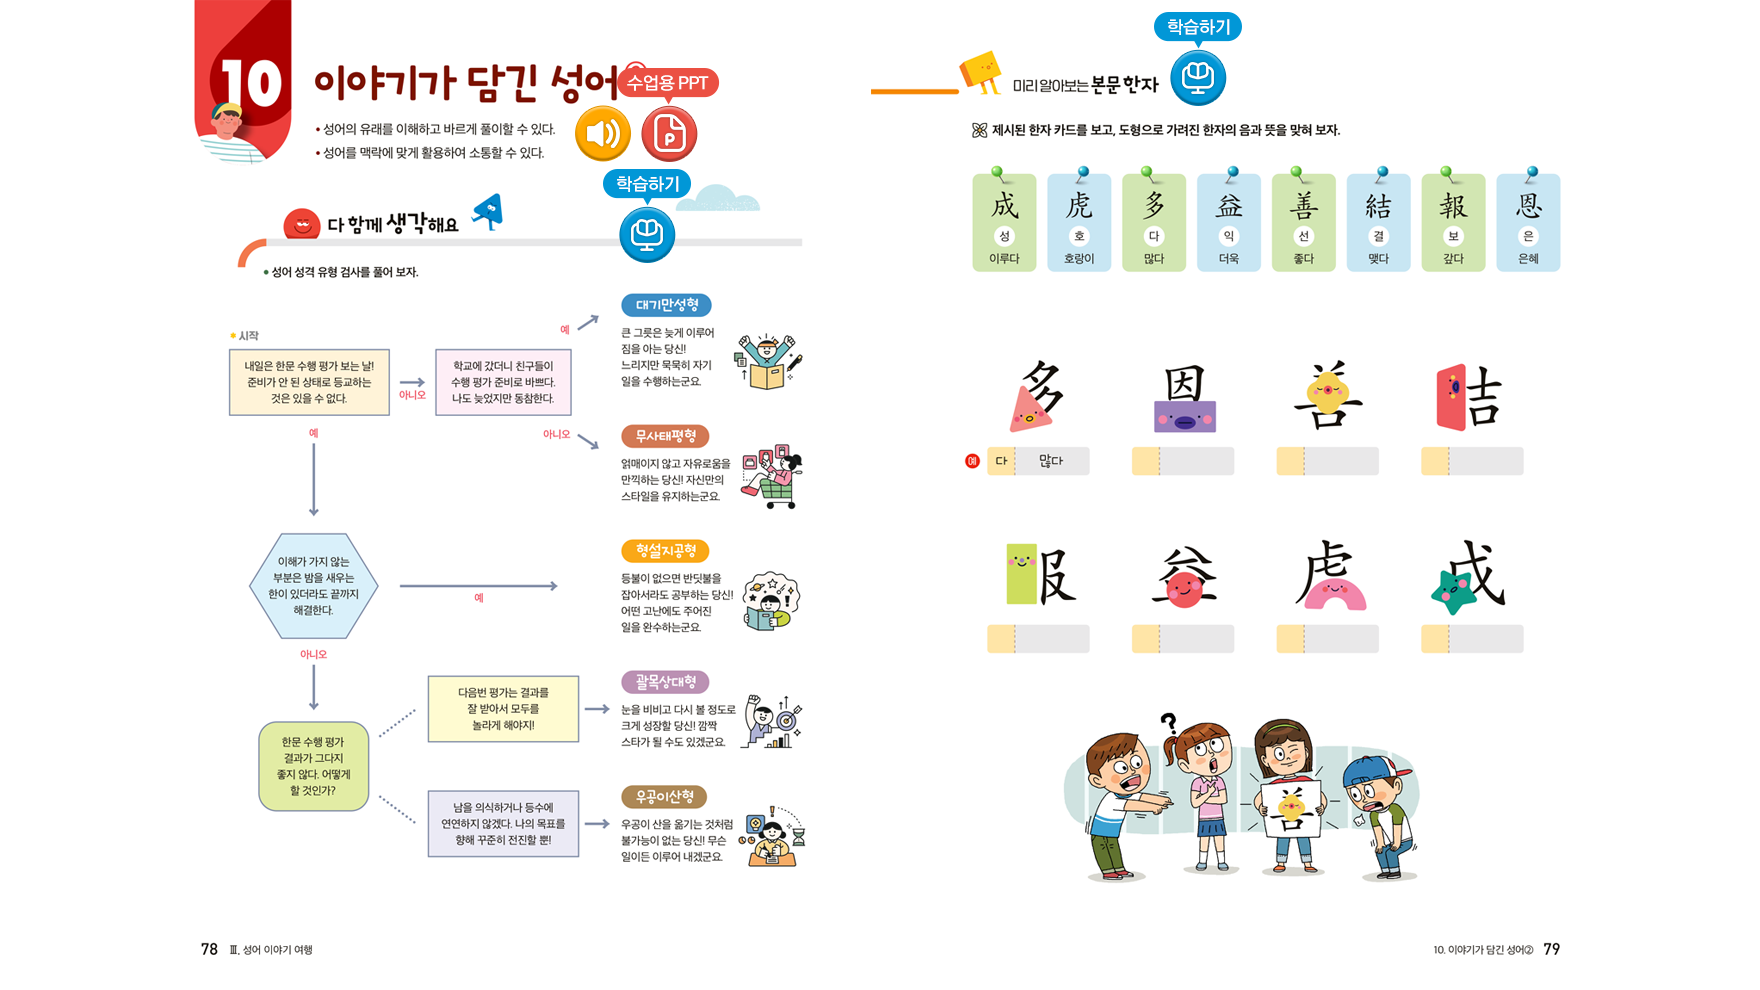 10
이야기가 담긴 성어
수업용 PPT
• 성어의 유래를 이해하고 바르게 풀이할 수 있다.
• 성어를 맥락에 맞게 활용하여 소통할 수 있다.
학습하기
다 함께 생각해요
• 성어 성격 유형 검사를 풀어 보자.
시작
내일은 한문 수행 평가 보는 날!
준비가 안 된 상태로 등교하는
것은 있을 수 없다.
아니오
예
학교에 갔더니 친구들이
수행 평가 준비로 바쁘다.
나도 늦었지만 동참한다.
예
아니오
대기만성형
큰 그릇은 늦게 이루어
짐을 아는 당신!
느리지만 묵묵히 자기
일을 수행하는군요.
무사태평형
얽매이지 않고 자유로움을
만끽하는 당신! 자신만의
스타일을 유지하는군요.
이해가 가지 않는
부분은 밤을 새우는
한이 있더라도 끝까지
해결한다.
예
아니오
형설지공형
등불이 없으면 반딧불을
잡아서라도 공부하는 당신!
어떤 고난에도 주어진
일을 완수하는군요.
한문 수행 평가
결과가 그다지
좋지 않다. 어떻게
할 것인가?
다음번 평가는 결과를
잘 받아서 모두를
놀라게 해야지!
괄목상대형
눈을 비비고 다시 볼 정도로
크게 성장할 당신! 깜짝
스타가 될 수도 있겠군요.
남을 의식하거나 등수에
연연하지 않겠다. 나의 목표를
향해 꾸준히 전진할 뿐!
우공이산형
우공이 산을 옮기는 것처럼
불가능이 없는 당신! 무슨
일이든 이루어 내겠군요.
78 Ⅲ. 성어 이야기 여행
학습하기
미리 알아보는 본문 한자
제시된 한자 카드를 보고, 도형으로 가려진 한자의 음과 뜻을 맞혀 보자.
成 虎 多 益 善 結 報 恩
성 호 다 익 선 결 보 은
이루다 호랑이 많다 더욱 좋다 맺다 갚다 은혜
多 因 善 吉
예 다 많다
益 虎 成
?
善
10. 이야기가 담긴 성어② 79